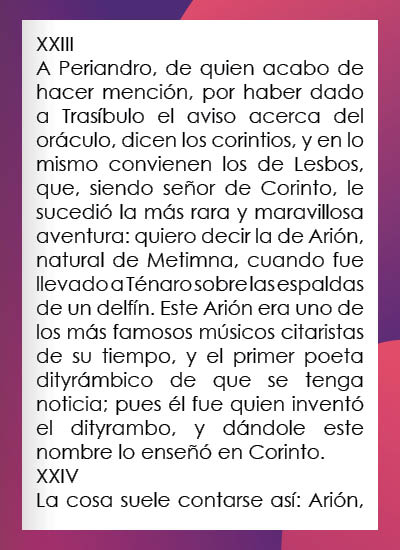 XXIII
A Periandro, de quien acabo de
hacer mención, por haber dado
a Trasíbulo el aviso acerca del
oráculo, dicen los corintios, y en lo
mismo convienen los de Lesbos,
que, siendo señor de Corinto, le
sucedió la más rara y maravillosa
aventura: quiero decir la de Arión,
natural de Metimna, cuando fue
llevado a Ténaro sobre las espaldas
de un delfín. Este Arión era uno de
los más famosos músicos citaristas
de su tiempo, y el primer poeta
dityrámbico de que se tenga
noticia; pues él fue quien inventó
el dityrambo, y dándole este
nombre lo enseñó en Corinto.
XXIV
La cosa suele contarse así: Arión,